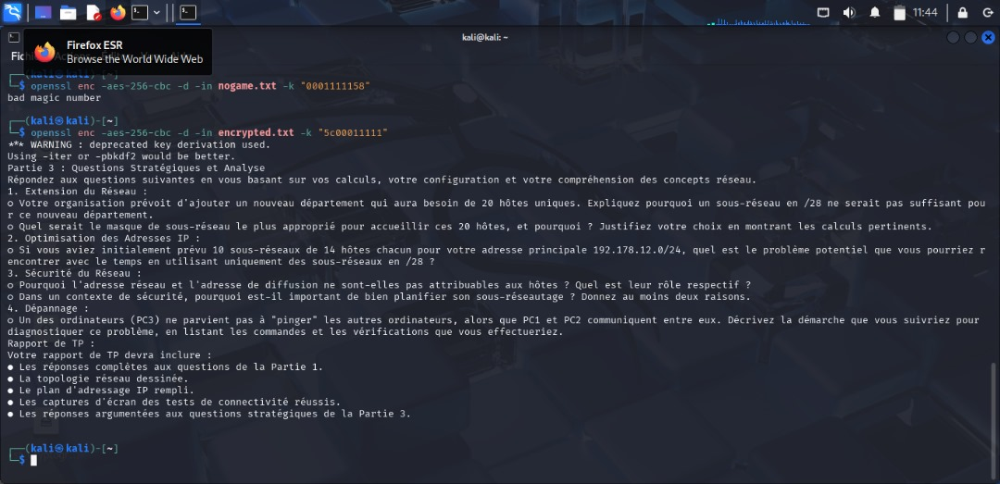 11:44
kali@kali: ~
Firefox ESR
Browse the World Wide Web
(kali㉿kali)-[~]
$ openssl enc -aes-256-cbc -d -in nogame.txt -k "0001111158"
bad magic number
(kali㉿kali)-[~]
$ openssl enc -aes-256-cbc -d -in encrypted.txt -k "5c00011111"
*** WARNING : deprecated key derivation used.
Using -iter or -pbkdf2 would be better.
Partie 3 : Questions Stratégiques et Analyse
Répondez aux questions suivantes en vous basant sur vos calculs, votre configuration et votre compréhension des concepts réseau.
1. Extension du Réseau :
o Votre organisation prévoit d'ajouter un nouveau département qui aura besoin de 20 hôtes uniques. Expliquez pourquoi un sous-réseau en /28 ne serait pas suffisant pou
r ce nouveau département.
o Quel serait le masque de sous-réseau le plus approprié pour accueillir ces 20 hôtes, et pourquoi ? Justifiez votre choix en montrant les calculs pertinents.
2. Optimisation des Adresses IP :
o Si vous aviez initialement prévu 10 sous-réseaux de 14 hôtes chacun pour votre adresse principale 192.178.12.0/24, quel est le problème potentiel que vous pourriez r
encontrer avec le temps en utilisant uniquement des sous-réseaux en /28 ?
3. Sécurité du Réseau :
o Pourquoi l'adresse réseau et l'adresse de diffusion ne sont-elles pas attribuables aux hôtes ? Quel est leur rôle respectif ?
o Dans un contexte de sécurité, pourquoi est-il important de bien planifier son sous-réseautage ? Donnez au moins deux raisons.
4. Dépannage :
o Un des ordinateurs (PC3) ne parvient pas à "pinger" les autres ordinateurs, alors que PC1 et PC2 communiquent entre eux. Décrivez la démarche que vous suivriez pour
diagnostiquer ce problème, en listant les commandes et les vérifications que vous effectueriez.
Rapport de TP :
Votre rapport de TP devra inclure :
● Les réponses complètes aux questions de la Partie 1.
● La topologie réseau dessinée.
● Le plan d'adressage IP rempli.
● Les captures d'écran des tests de connectivité réussis.
● Les réponses argumentées aux questions stratégiques de la Partie 3.
(kali㉿kali)-[~]
$